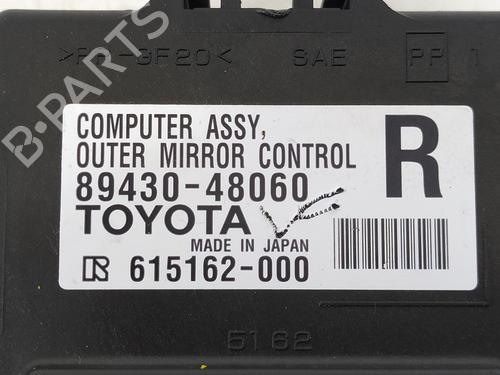 >PP-GF20< SAE PP 1
COMPUTER ASSY,
OUTER MIRROR CONTROL
R
89430-48060
TOYOTA
MADE IN JAPAN
R 615162-000
5162
B-PARTS